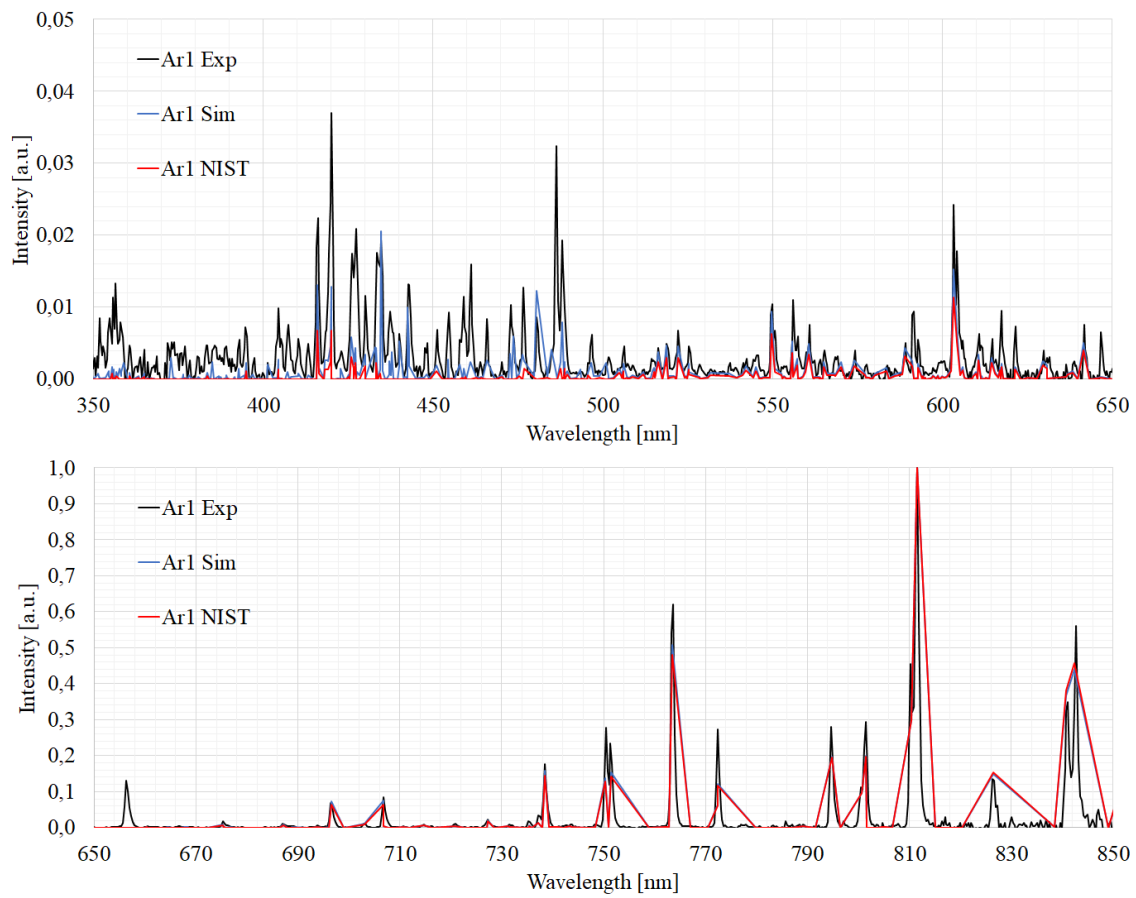 0,05
0,04
0,03
0,02
0,01
0,00
Intensity [a.u.]
Ar1 Exp
Ar1 Sim
Ar1 NIST
350 400 450 500 550 600 650
Wavelength [nm]
1,0
0,9
0,8
0,7
0,6
0,5
0,4
0,3
0,2
0,1
0,0
Intensity [a.u.]
Ar1 Exp
Ar1 Sim
Ar1 NIST
650 670 690 710 730 750 770 790 810 830 850
Wavelength [nm]